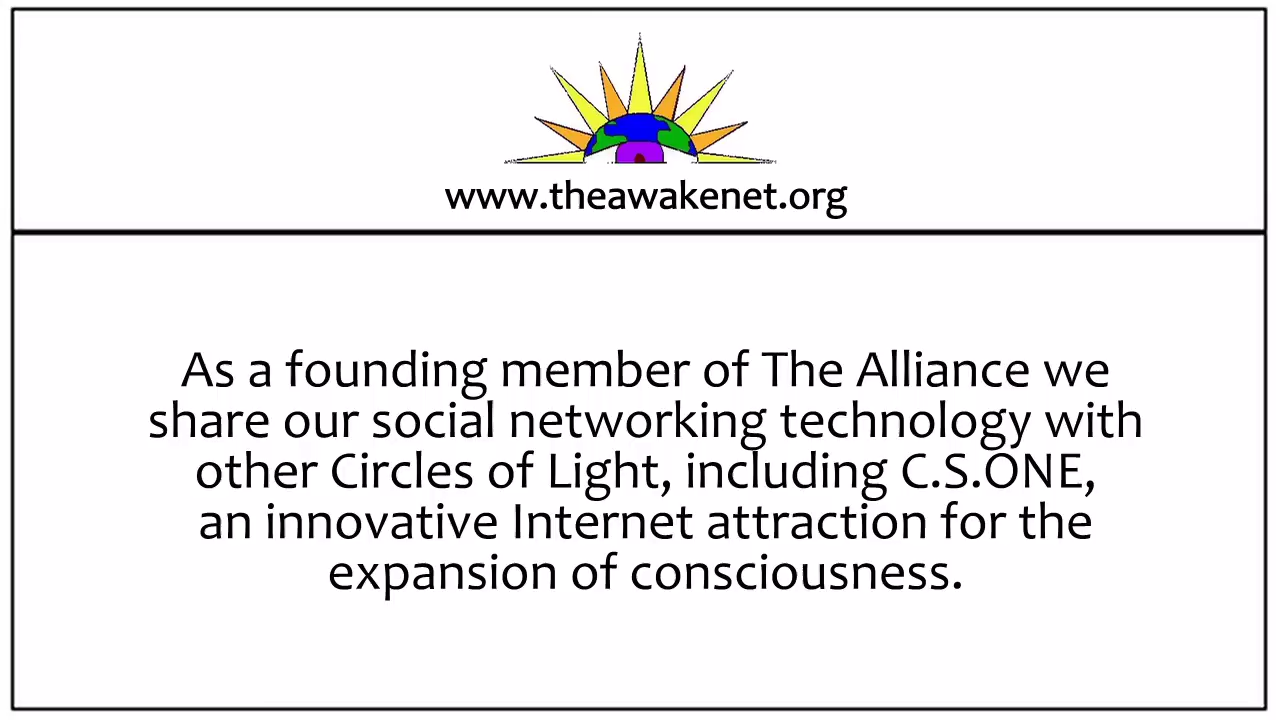 www.theawakenet.org
As a founding member of The Alliance we
share our social networking technology with
other Circles of Light, including C.S.ONE,
an innovative Internet attraction for the
expansion of consciousness.